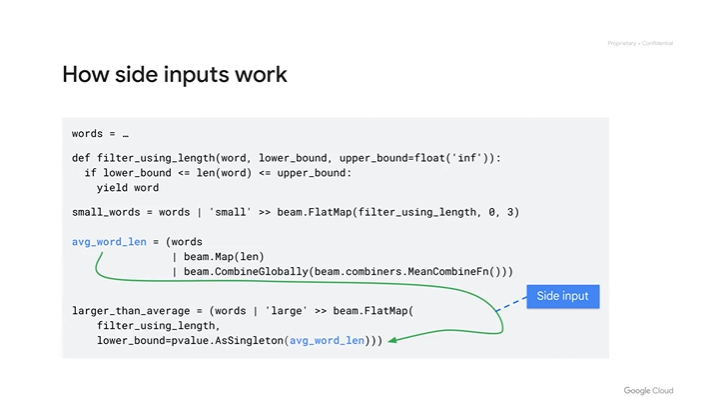 Proprietary + Confidential
How side inputs work
words = …
def filter_using_length(word, lower_bound, upper_bound=float('inf')):
  if lower_bound <= len(word) <= upper_bound:
    yield word
small_words = words | 'small' >> beam.FlatMap(filter_using_length, 0, 3)
avg_word_len = (words
                | beam.Map(len)
                | beam.CombineGlobally(beam.combiners.MeanCombineFn()))
Side input
larger_than_average = (words | 'large' >> beam.FlatMap(
    filter_using_length,
    lower_bound=pvalue.AsSingleton(avg_word_len)))
Google Cloud